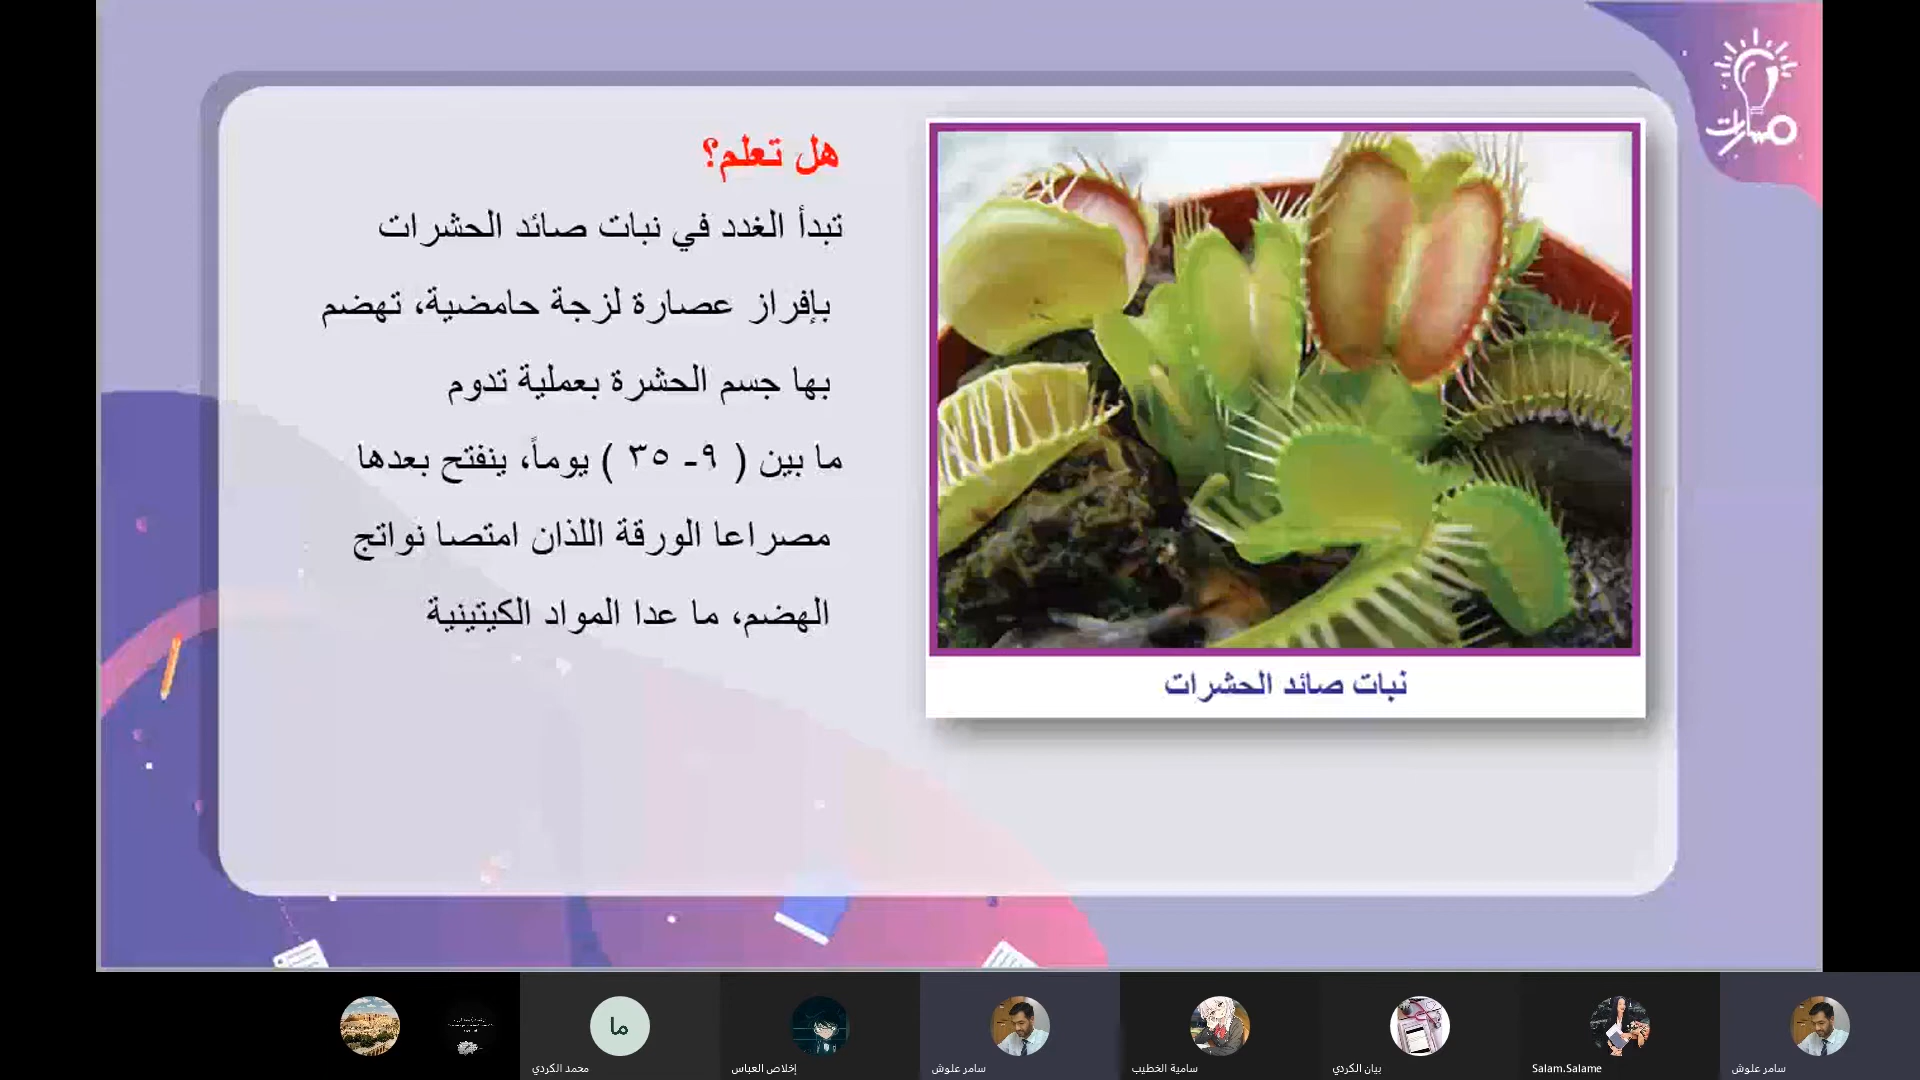 مسارات
هل تعلم؟
تبدأ الغدد في نبات صائد الحشرات
بإفراز عصارة لزجة حامضية، تهضم
بها جسم الحشرة بعملية تدوم
ما بين ( ٩- ٣٥ ) يوماً، ينفتح بعدها
مصراعا الورقة اللذان امتصا نواتج
الهضم، ما عدا المواد الكيتينية
نبات صائد الحشرات
ما
محمد الكردي
إخلاص العباس
سامر علوش
سامية الخطيب
بيان الكردي
Salam.Salame
سامر علوش